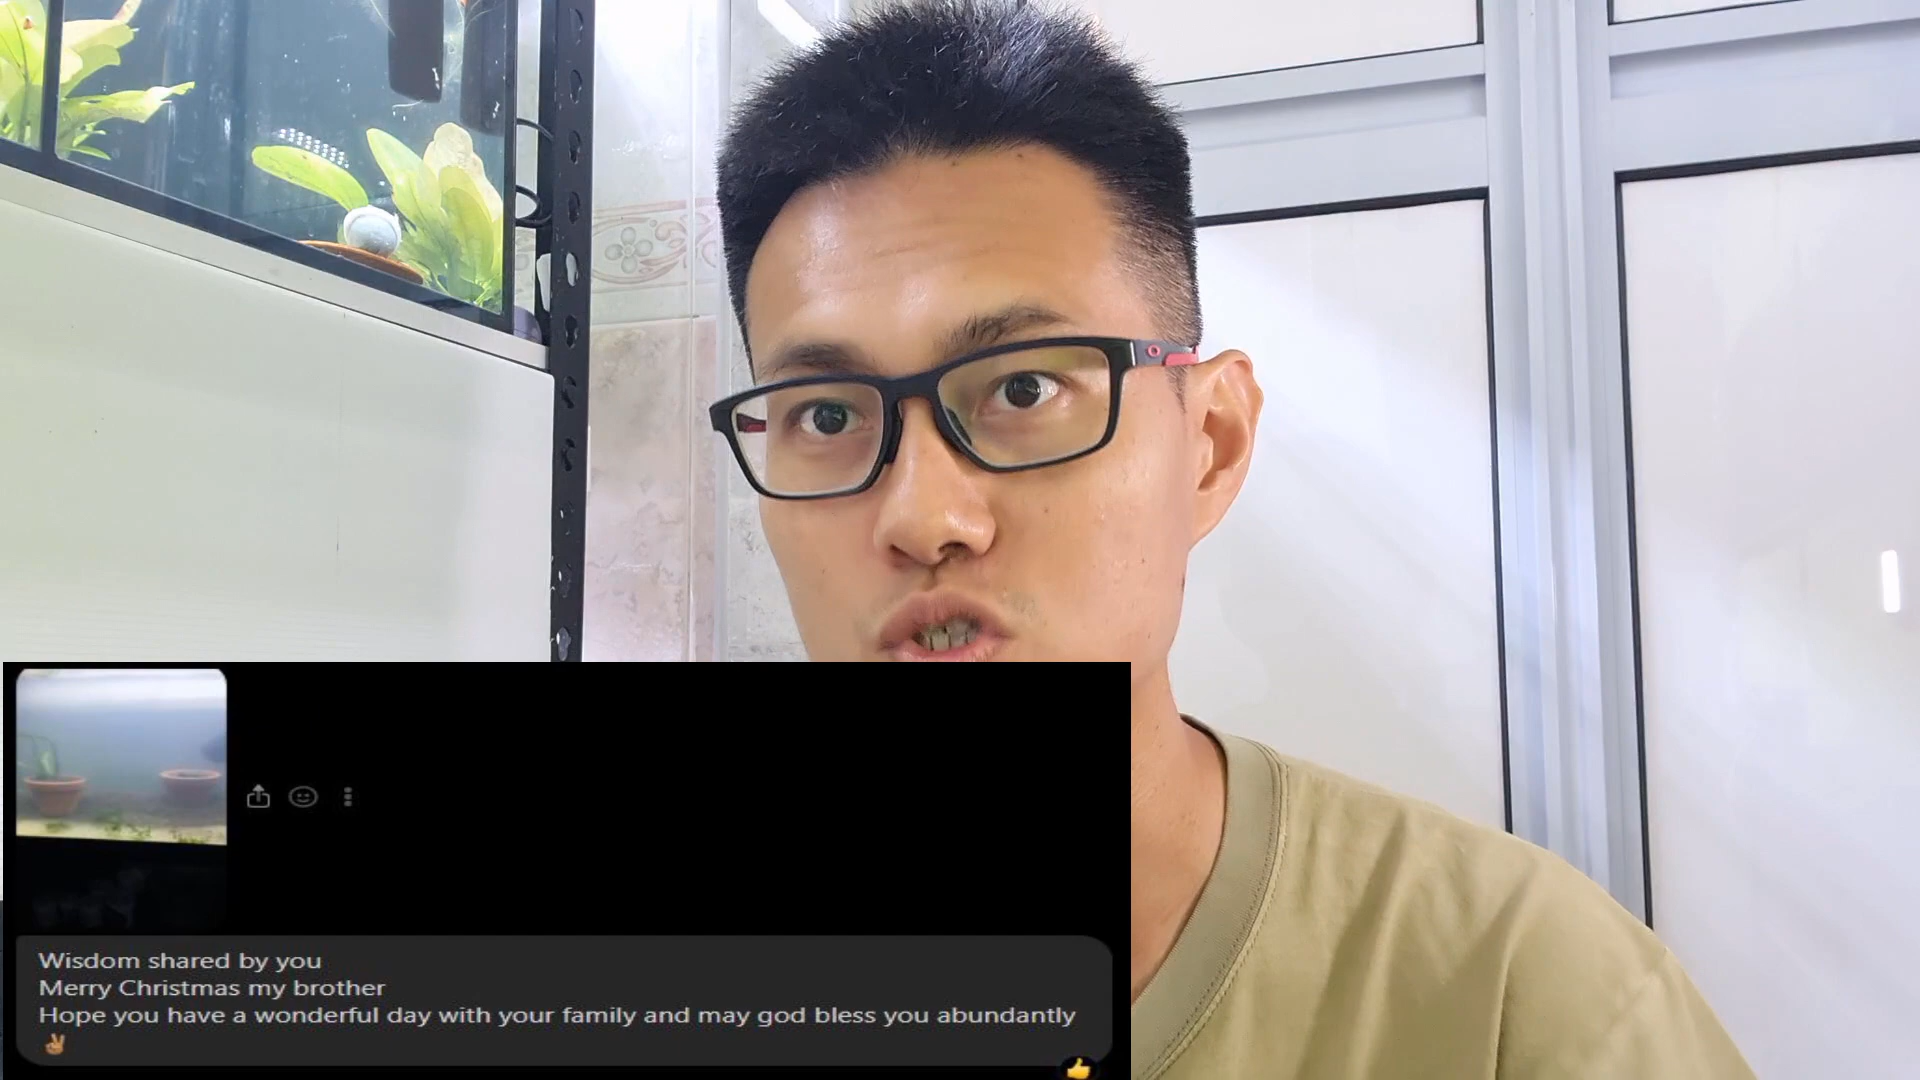 Wisdom shared by you
Merry Christmas my brother
Hope you have a wonderful day with your family and may god bless you abundantly
✌🏽